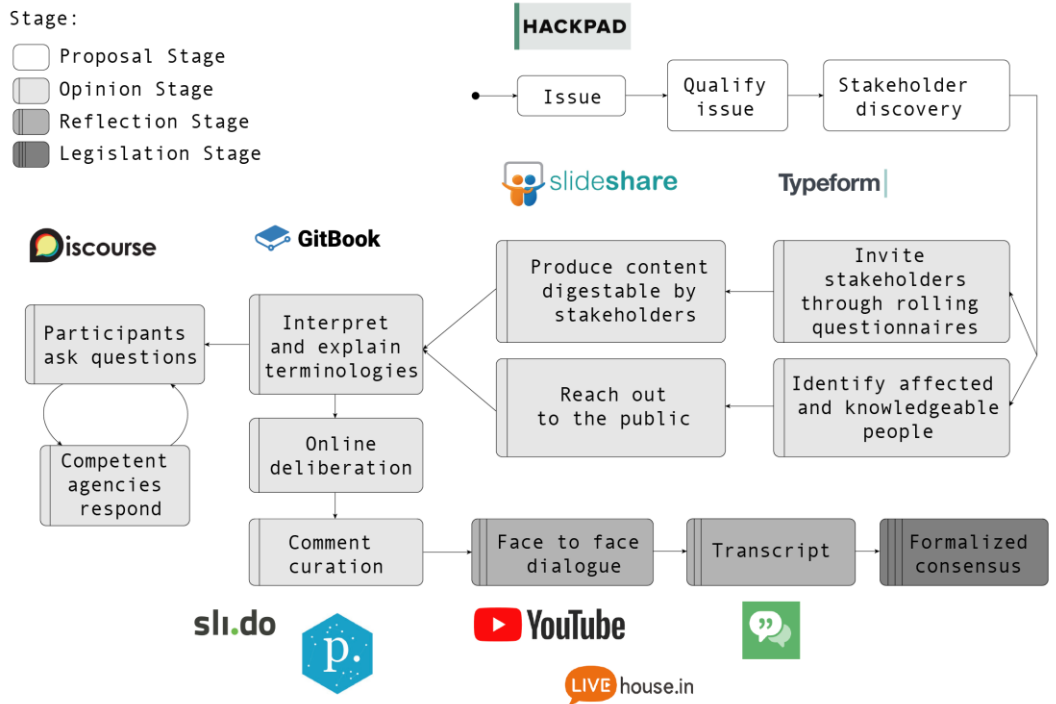 Stage:
Proposal Stage
Opinion Stage
Reflection Stage
Legislation Stage
HACKPAD
Issue
Qualify
issue
Stakeholder
discovery
slideshare
Typeform
Discourse
GitBook
Produce content
digestable by
stakeholders
Invite
stakeholders
through rolling
questionnaires
Participants
ask questions
Interpret
and explain
terminologies
Reach out
to the public
Identify affected
and knowledgeable
people
Competent
agencies
respond
Online
deliberation
Comment
curation
Face to face
dialogue
Transcript
Formalized
consensus
sli.do
p.
YouTube
LIVE house.in